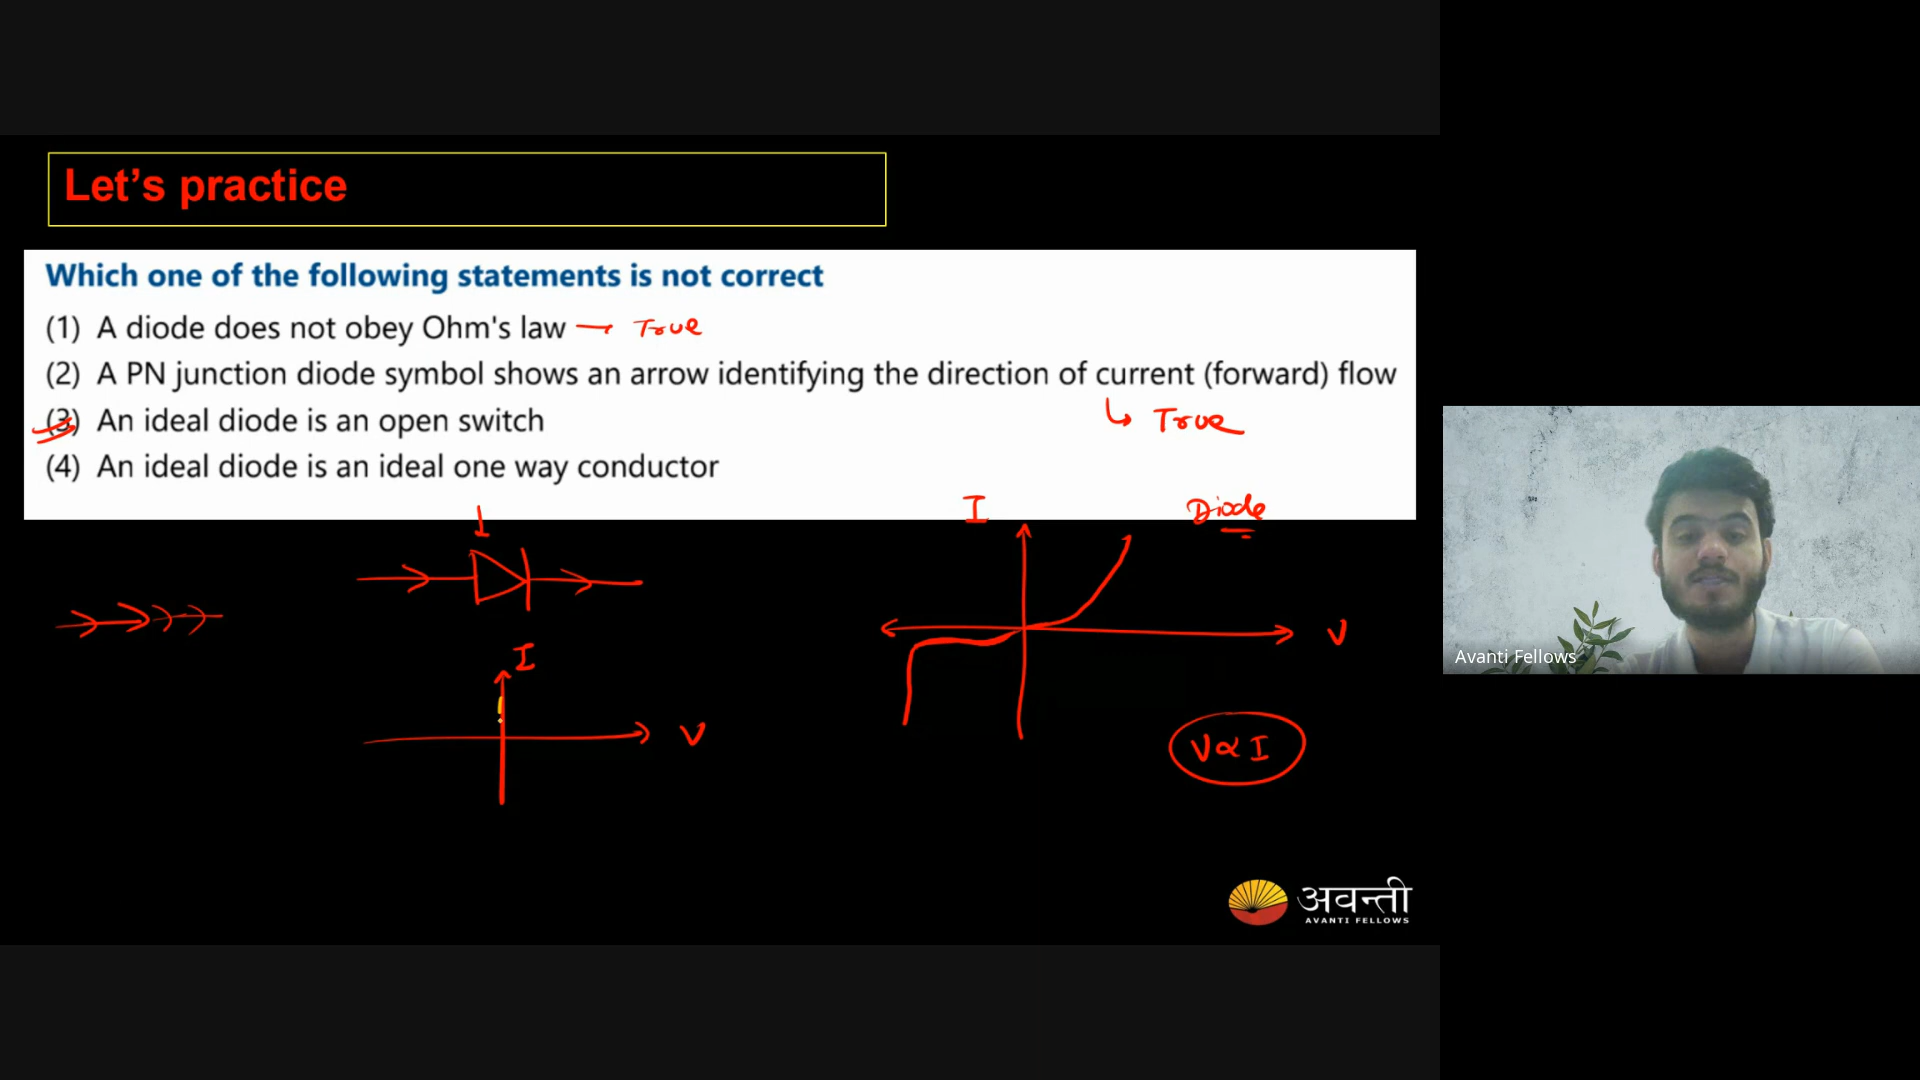 Let's practice
Which one of the following statements is not correct
(1) A diode does not obey Ohm's law — True
(2) A PN junction diode symbol shows an arrow identifying the direction of current (forward) flow
↳ True
(3) An ideal diode is an open switch
(4) An ideal diode is an ideal one way conductor
I
Diode
V
I
V
V∝I
Avanti Fellows
अवन्ती
AVANTI FELLOWS